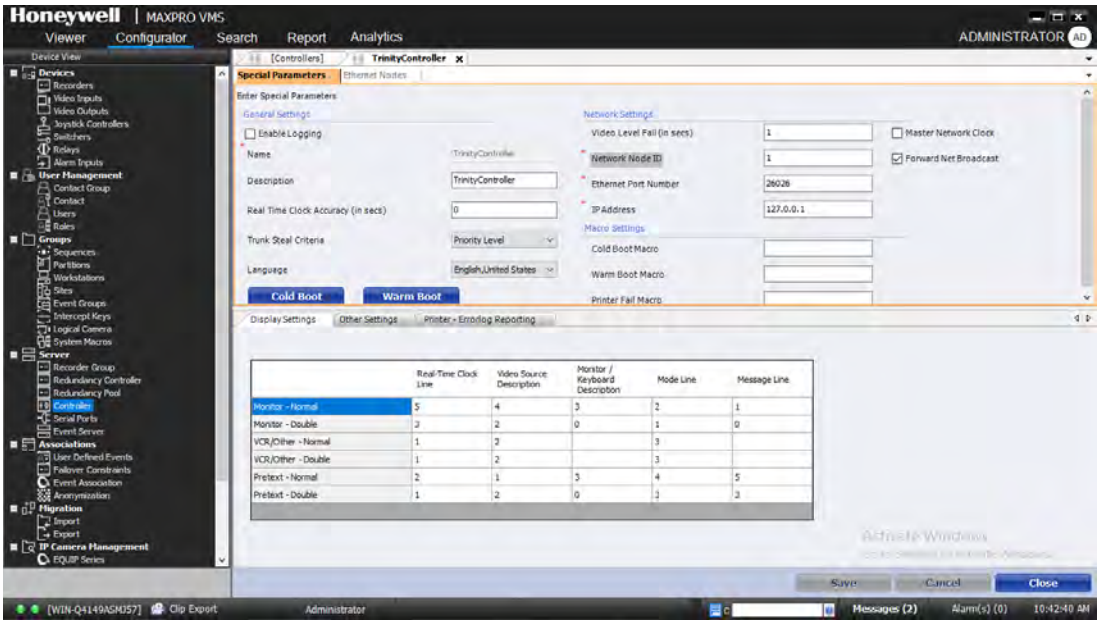 Honeywell | MAXPRO VMS
Viewer Configurator Search Report Analytics ADMINISTRATOR AD
Device View
[Controllers] TrinityController x
Special Parameters Ethernet Nodes
Devices
Recorders
Video Inputs
Video Outputs
Joystick Controllers
Switchers
Relays
Alarm Inputs
User Management
Contact Group
Contact
Users
Roles
Groups
Sequences
Partitions
Workstations
Sites
Event Groups
Intercept Keys
Logical Camera
System Macros
Server
Recorder Group
Redundancy Controller
Redundancy Pool
Controller
Serial Ports
Event Server
Associations
User Defined Events
Failover Constraints
Event Association
Anonymization
Migration
Import
Export
IP Camera Management
EQUIP Series
Enter Special Parameters
General Settings
Enable Logging
* Name TrinityController
Description TrinityController
Real Time Clock Accuracy (in secs) 0
Trunk Steal Criteria Priority Level
Language English,United States
Cold Boot Warm Boot
Network Settings
Video Level Fail (in secs) 1 Master Network Clock
* Network Node ID 1 Forward Net Broadcast
* Ethernet Port Number 26026
* IPAddress 127.0.0.1
Macro Settings
Cold Boot Macro
Warm Boot Macro
Printer Fail Macro
Display Settings Other Settings Printer - Errorlog Reporting
Real-Time Clock Line Video Source Description Monitor / Keyboard Description Mode Line Message Line
Monitor - Normal 5 4 3 2 1
Monitor - Double 3 2 0 1 0
VCR/Other - Normal 1 2 3
VCR/Other - Double 1 2 3
Pretext - Normal 2 1 3 4 5
Pretext - Double 1 2 0 3 3
Activate Windows
Save Cancel Close
[WIN-Q4149ASMJ57] Clip Export Administrator C Messages (2) Alarm(s) (0) 10:42:40 AM